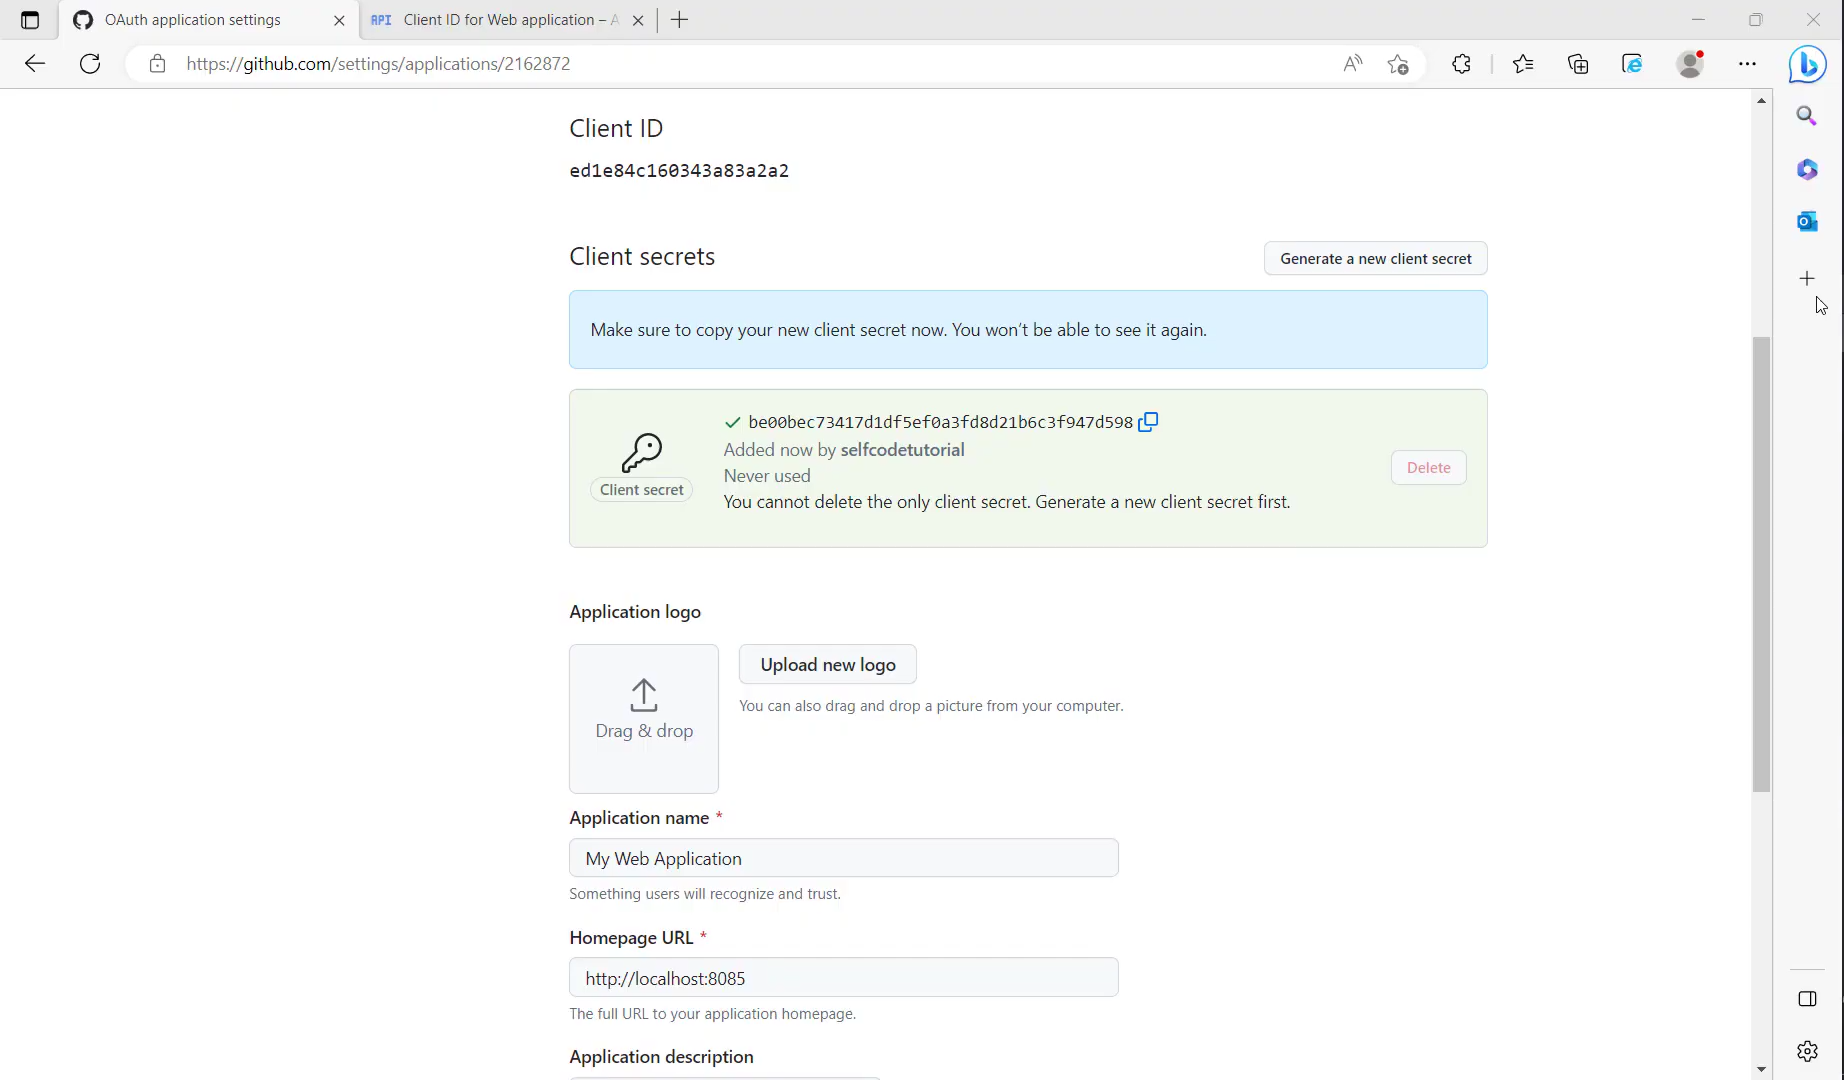 OAuth application settings
API Client ID for Web application – A
https://github.com/settings/applications/2162872
Client ID
ed1e84c160343a83a2a2
Client secrets
Generate a new client secret
Make sure to copy your new client secret now. You won’t be able to see it again.
be00bec73417d1df5ef0a3fd8d21b6c3f947d598
Added now by selfcodetutorial
Never used
You cannot delete the only client secret. Generate a new client secret first.
Client secret
Delete
Application logo
Drag & drop
Upload new logo
You can also drag and drop a picture from your computer.
Application name *
My Web Application
Something users will recognize and trust.
Homepage URL *
http://localhost:8085
The full URL to your application homepage.
Application description